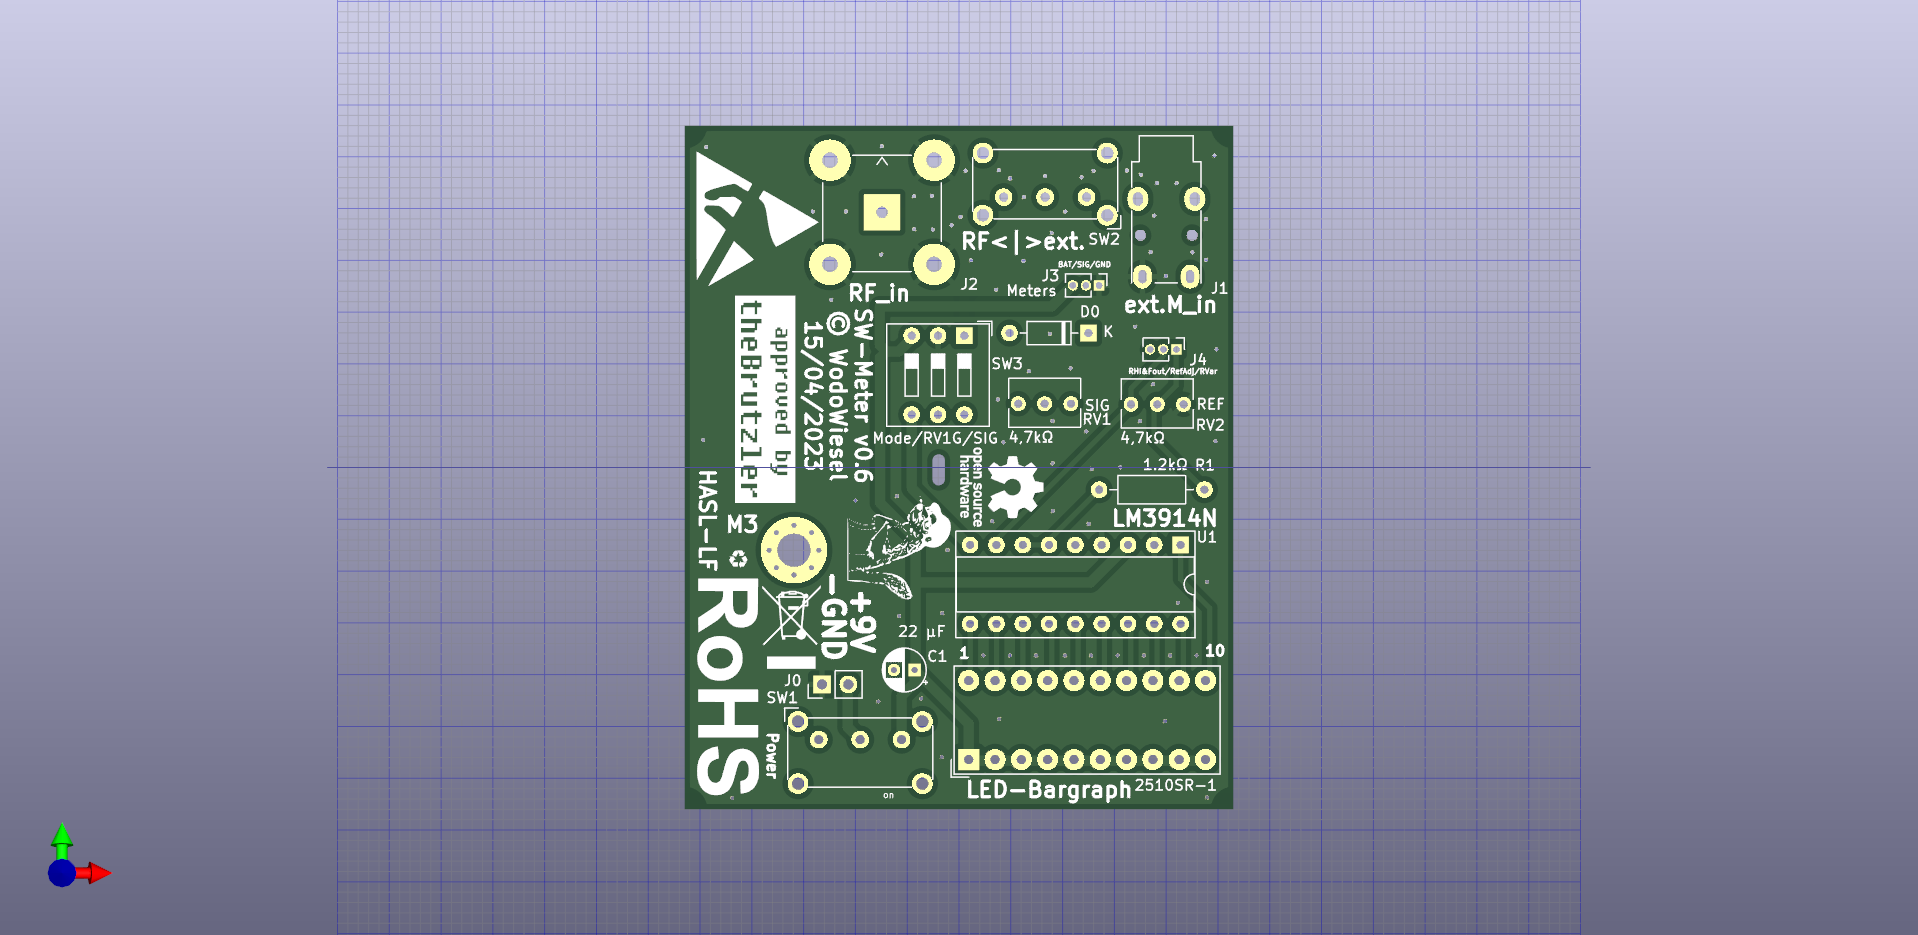 RF<|>ext.
SW2
BAT/SIG/GND
J3
Meters
J2
RF_in
J1
ext.M_in
D0
K
SW3
J4
RHI&Fout/RefAdj/RVar
SIG
RV1
4,7kΩ
REF
RV2
4,7kΩ
Mode/RV1G/SIG
SW-Meter v0.6
© WodoWiesel
15/04/2023
approved by
theBrutzler
open source
hardware
1.2kΩ R1
LM3914N
U1
HASL-LF
M3
RoHS
+9V
-GND
22 µF
C1
+
1
10
J0
SW1
Power
on
LED-Bargraph
2510SR-1